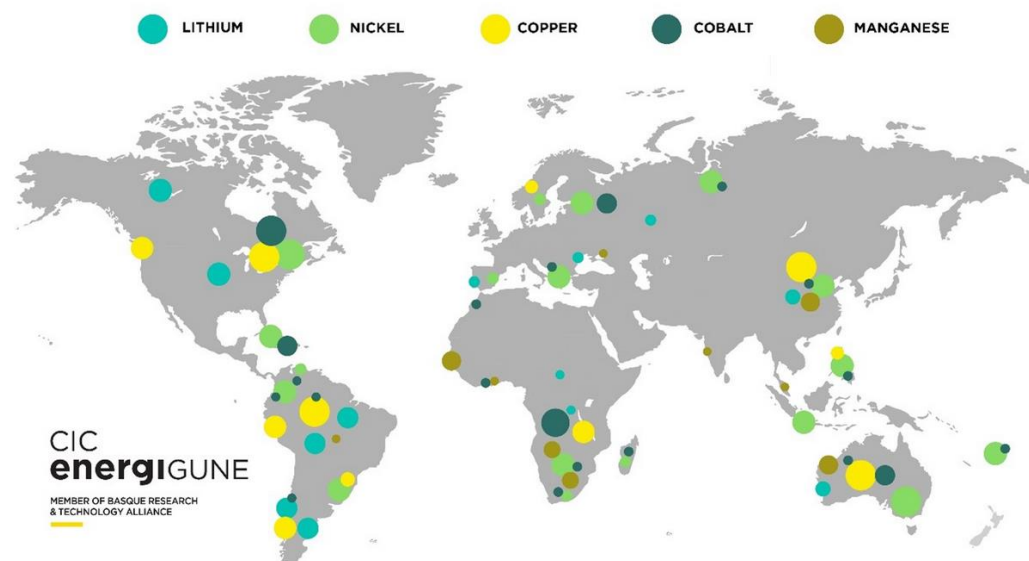 LITHIUM NICKEL COPPER COBALT MANGANESE
CIC
energiGUNE
MEMBER OF BASQUE RESEARCH
& TECHNOLOGY ALLIANCE